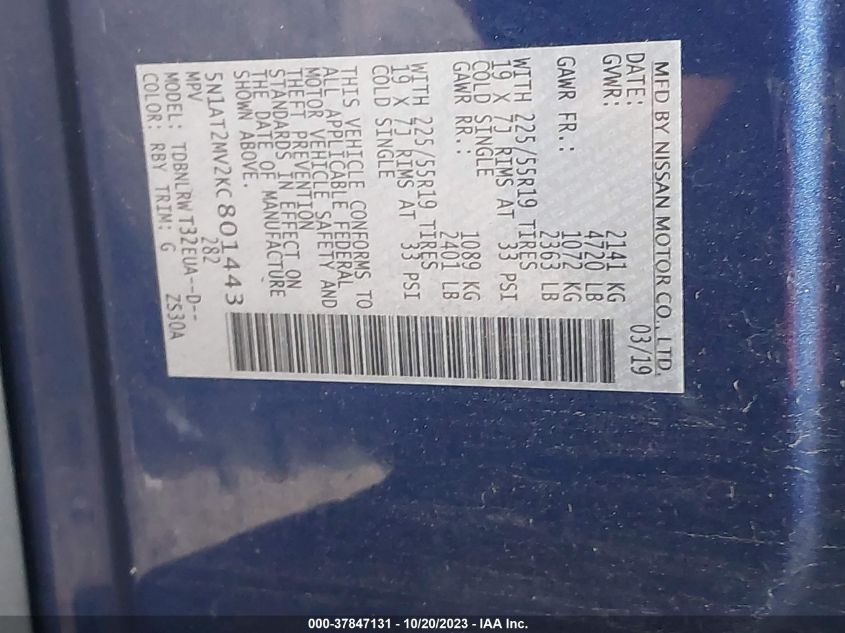 MFD BY NISSAN MOTOR CO., LTD.
DATE: 03/19
GVWR: 2141 KG
4720 LB
GAWR FR.: 1072 KG
2363 LB
WITH 225/55R19 TIRES
19 X 7J RIMS AT 33 PSI
COLD SINGLE
GAWR RR.: 1089 KG
2401 LB
WITH 225/55R19 TIRES
19 X 7J RIMS AT 33 PSI
COLD SINGLE
THIS VEHICLE CONFORMS TO
ALL APPLICABLE FEDERAL
MOTOR VEHICLE SAFETY AND
THEFT PREVENTION
STANDARDS IN EFFECT ON
THE DATE OF MANUFACTURE
SHOWN ABOVE.
5N1AT2MV2KC801443
MPV 282
MODEL: TDBNLRWT32EUA--D--
COLOR: RBY TRIM: G ZS30A
000-37847131 - 10/20/2023 - IAA Inc.